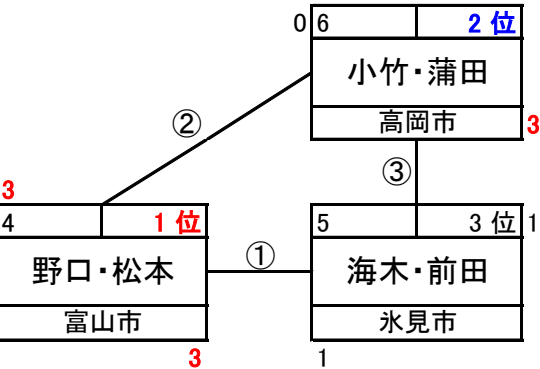 0 6 2 位
小竹・蒲田
高岡市 3
②
③
3
4 1 位
5 3 位 1
野口・松本
①
海木・前田
富山市
氷見市
3
1